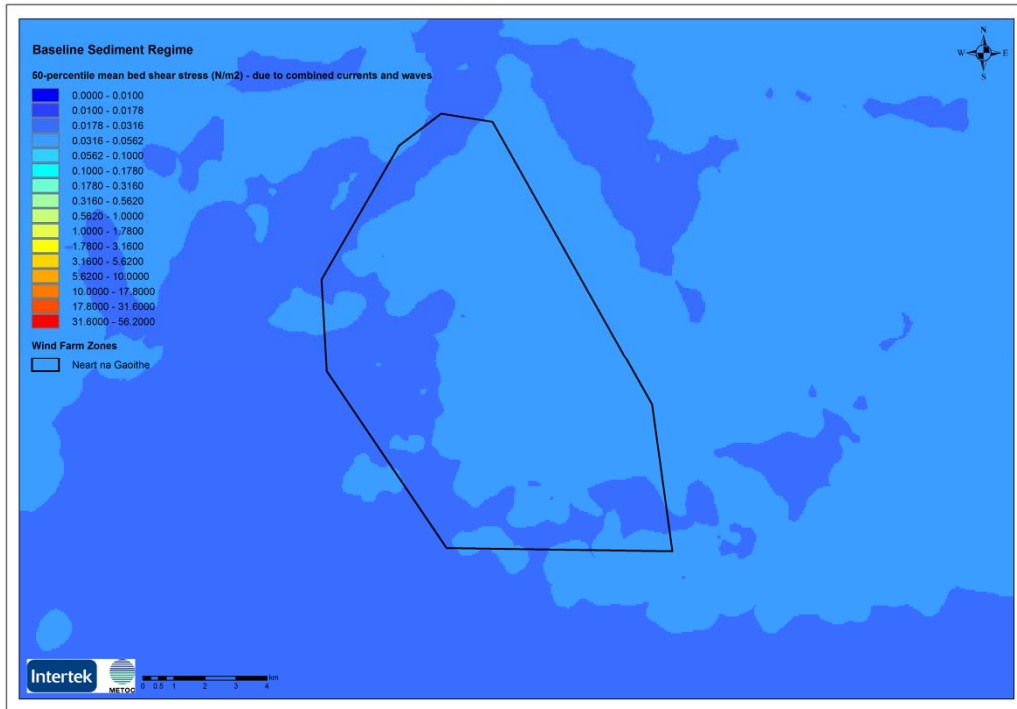 Baseline Sediment Regime
50-percentile mean bed shear stress (N/m2) - due to combined currents and waves
0.0000 - 0.0100
0.0100 - 0.0178
0.0178 - 0.0316
0.0316 - 0.0562
0.0562 - 0.1000
0.1000 - 0.1780
0.1780 - 0.3160
0.3160 - 0.5620
0.5620 - 1.0000
1.0000 - 1.7800
1.7800 - 3.1600
3.1600 - 5.6200
5.6200 - 10.0000
10.0000 - 17.8000
17.8000 - 31.6000
31.6000 - 56.2000
Wind Farm Zones
Neart na Gaoithe
N
W E
S
Intertek
METOC
km
0 0.5 1 2 3 4